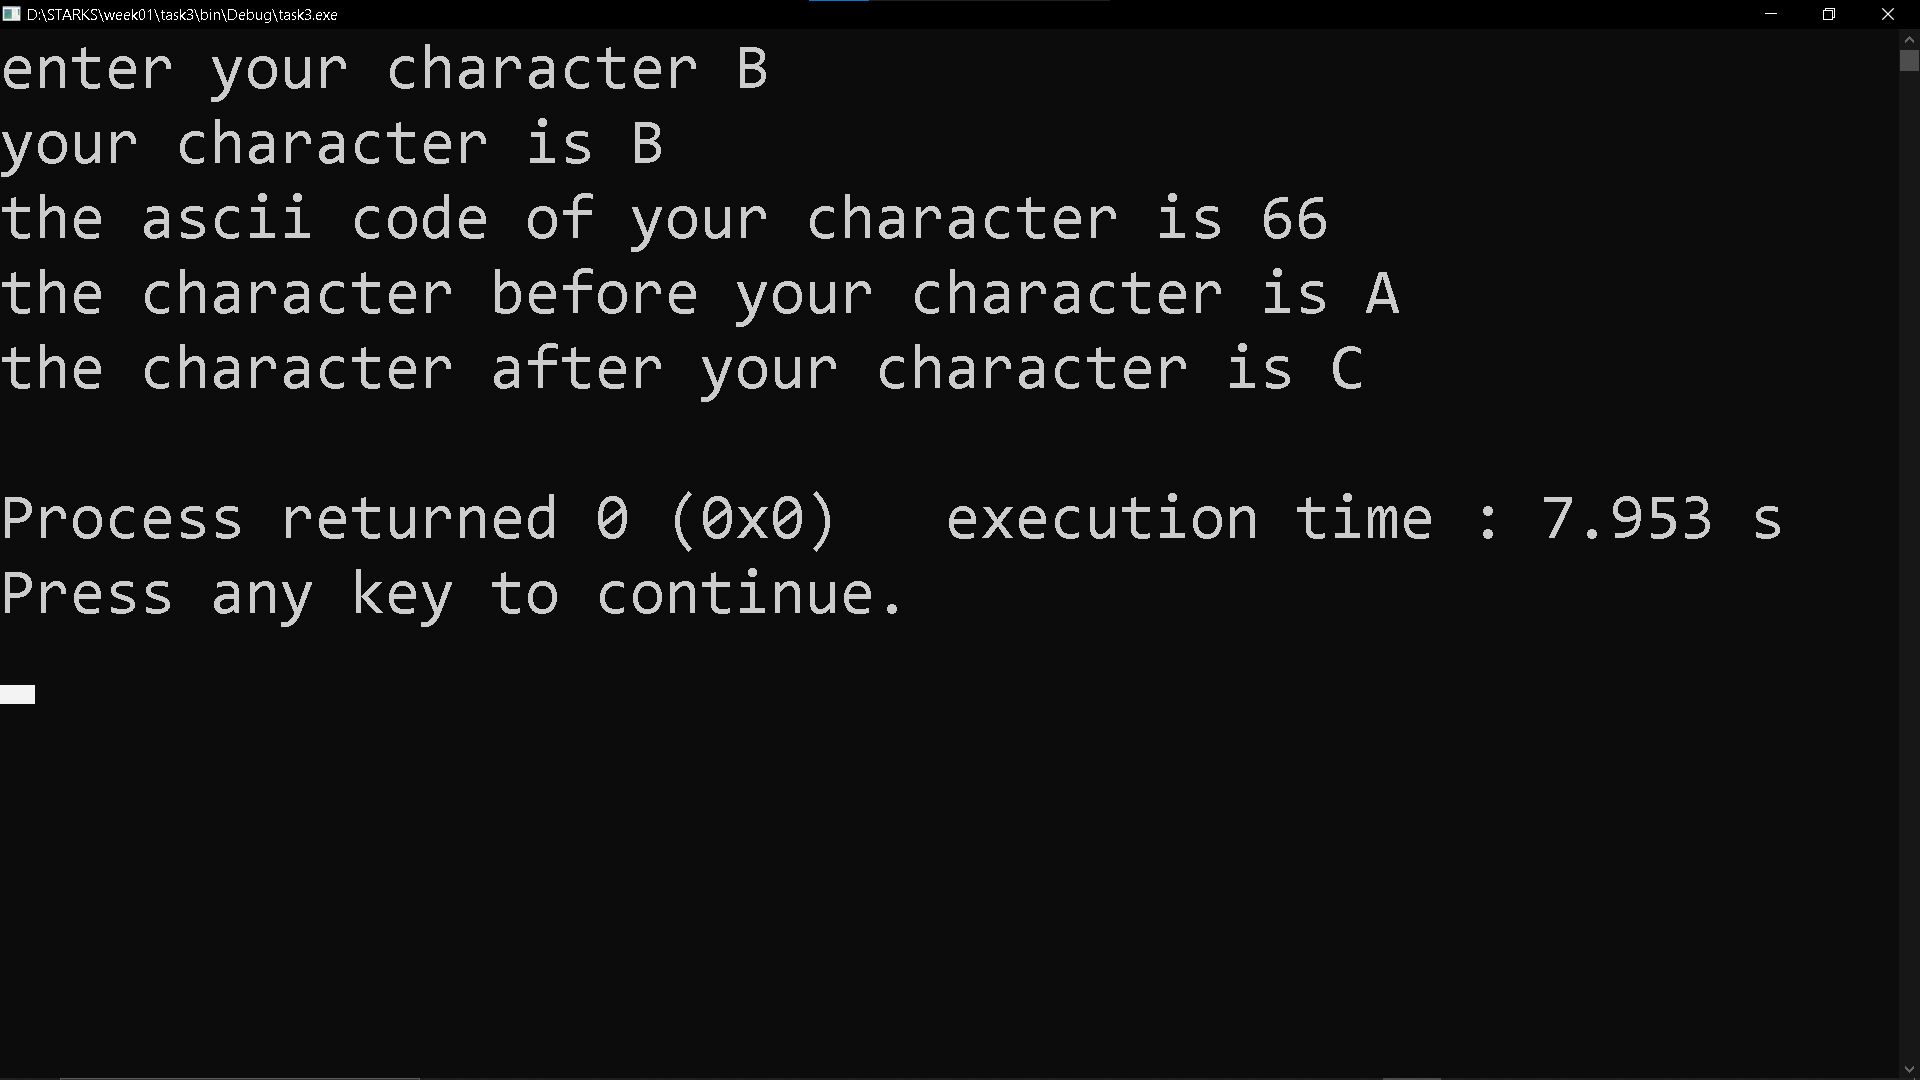 D:\STARKS\week01\task3\bin\Debug\task3.exe
enter your character B
your character is B
the ascii code of your character is 66
the character before your character is A
the character after your character is C
Process returned 0 (0x0)   execution time : 7.953 s
Press any key to continue.